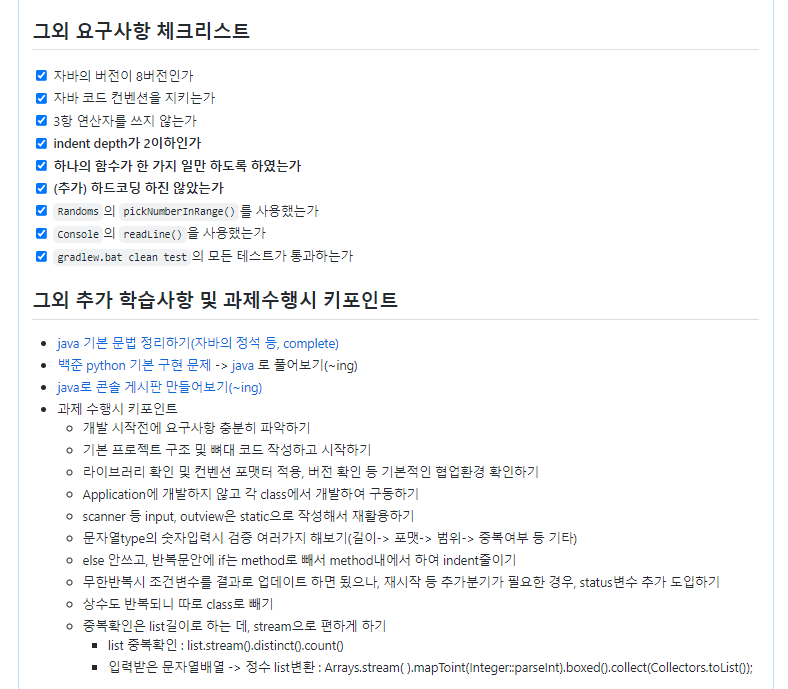 그외 요구사항 체크리스트
자바의 버전이 8버전인가
자바 코드 컨벤션을 지키는가
3항 연산자를 쓰지 않는가
indent depth가 2이하인가
하나의 함수가 한 가지 일만 하도록 하였는가
(추가) 하드코딩 하진 않았는가
Randoms 의 pickNumberInRange() 를 사용했는가
Console 의 readLine() 을 사용했는가
gradlew.bat clean test 의 모든 테스트가 통과하는가
그외 추가 학습사항 및 과제수행시 키포인트
java 기본 문법 정리하기(자바의 정석 등, complete)
백준 python 기본 구현 문제 -> java 로 풀어보기(~ing)
java로 콘솔 게시판 만들어보기(~ing)
과제 수행시 키포인트
개발 시작전에 요구사항 충분히 파악하기
기본 프로젝트 구조 및 뼈대 코드 작성하고 시작하기
라이브러리 확인 및 컨벤션 포맷터 적용, 버전 확인 등 기본적인 협업환경 확인하기
Application에 개발하지 않고 각 class에서 개발하여 구동하기
scanner 등 input, outview은 static으로 작성해서 재활용하기
문자열type의 숫자입력시 검증 여러가지 해보기(길이-> 포맷-> 범위-> 중복여부 등 기타)
else 안쓰고, 반복문안에 if는 method로 빼서 method내에서 하여 indent줄이기
무한반복시 조건변수를 결과로 업데이트 하면 됬으나, 재시작 등 추가분기가 필요한 경우, status변수 추가 도입하기
상수도 반복되니 따로 class로 빼기
중복확인은 list길이로 하는 데, stream으로 편하게 하기
list 중복확인 : list.stream().distinct().count()
입력받은 문자열배열 -> 정수 list변환 : Arrays.stream( ).mapToint(Integer::parseInt).boxed().collect(Collectors.toList());